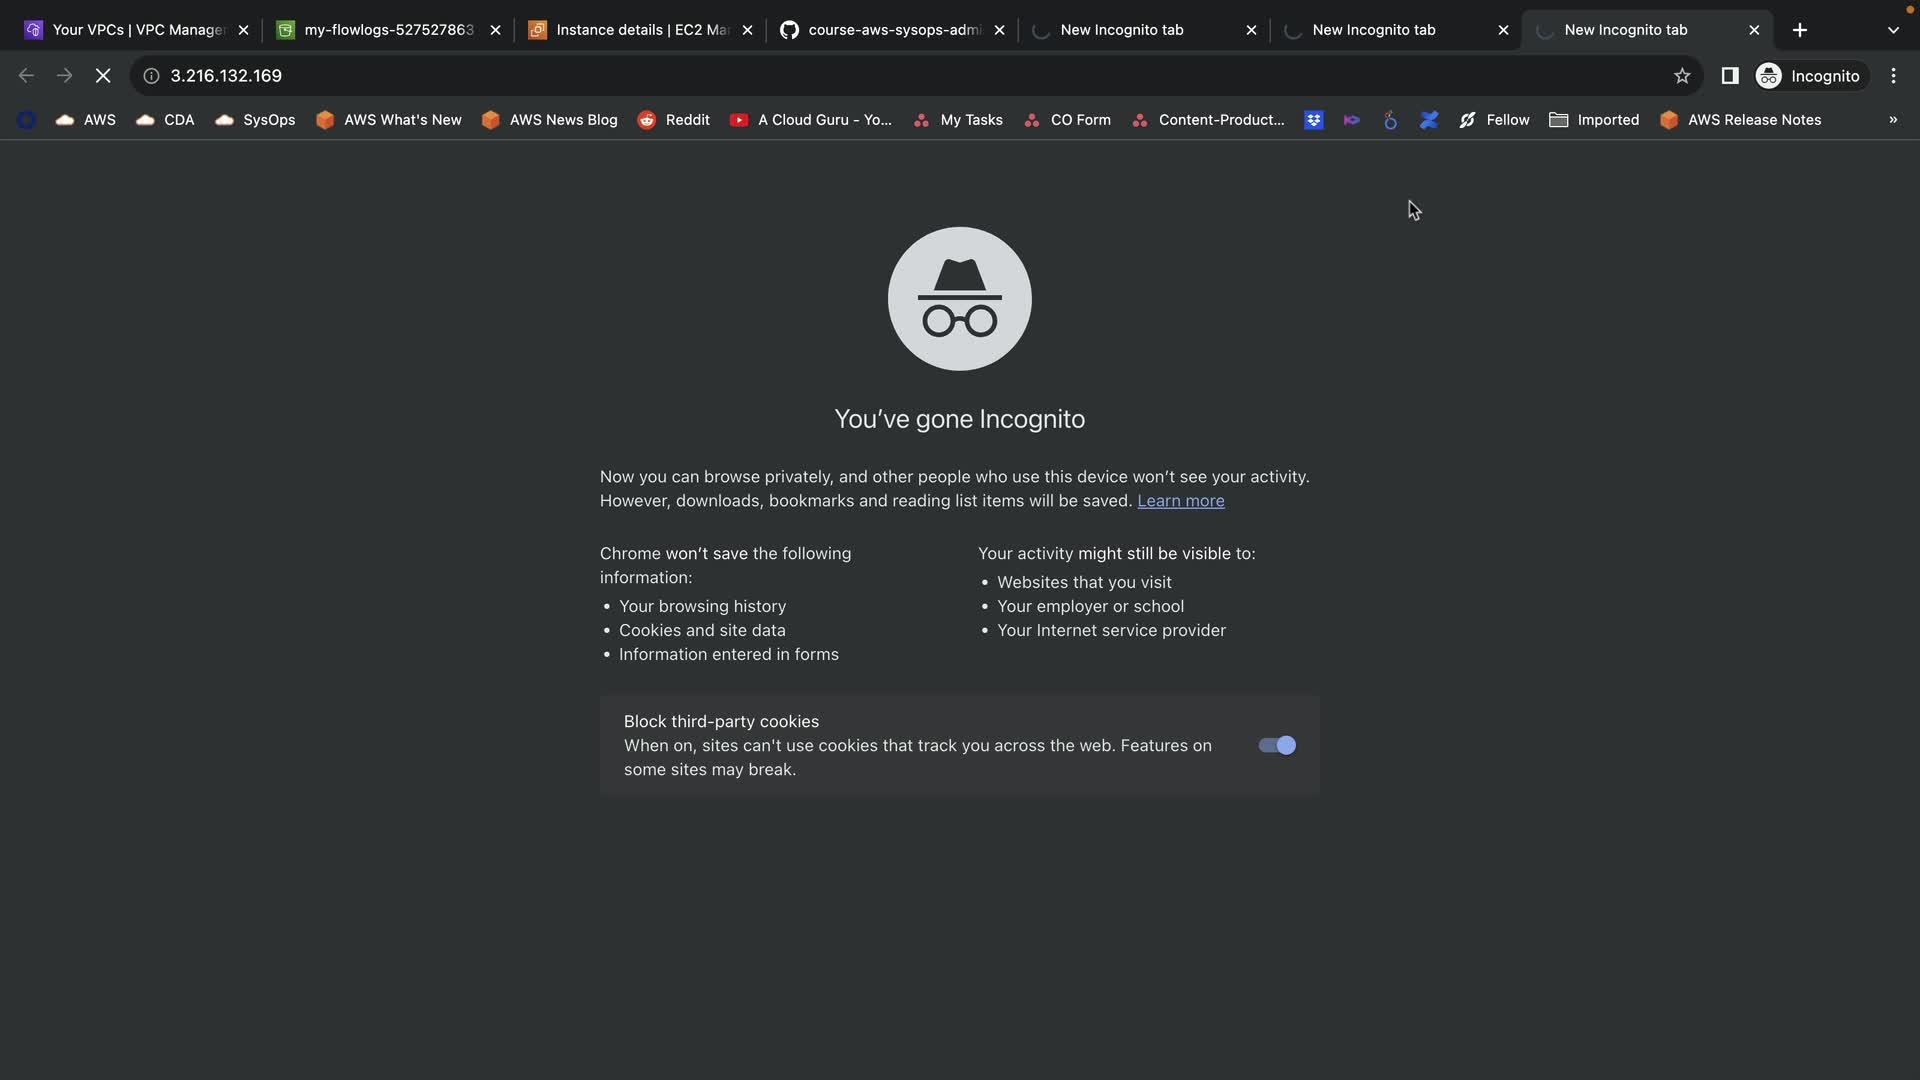 Your VPCs | VPC Manage
my-flowlogs-527527863
Instance details | EC2 Ma
course-aws-sysops-adm
New Incognito tab
New Incognito tab
New Incognito tab
3.216.132.169
Incognito
AWS
CDA
SysOps
AWS What's New
AWS News Blog
Reddit
A Cloud Guru - Yo...
My Tasks
CO Form
Content-Product...
Fellow
Imported
AWS Release Notes
»
You’ve gone Incognito
Now you can browse privately, and other people who use this device won’t see your activity.
However, downloads, bookmarks and reading list items will be saved. Learn more
Chrome won’t save the following
information:
• Your browsing history
• Cookies and site data
• Information entered in forms
Your activity might still be visible to:
• Websites that you visit
• Your employer or school
• Your Internet service provider
Block third-party cookies
When on, sites can't use cookies that track you across the web. Features on
some sites may break.